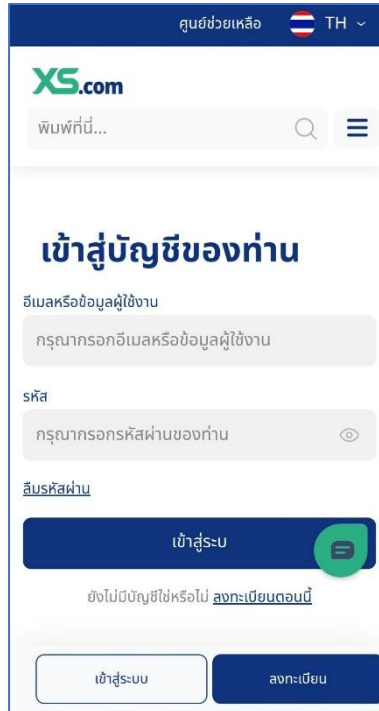 ศูนย์ช่วยเหลือ TH
XS.com
พิมพ์ที่นี่...
เข้าสู่บัญชีของท่าน
อีเมลหรือข้อมูลผู้ใช้งาน
กรุณากรอกอีเมลหรือข้อมูลผู้ใช้งาน
รหัส
กรุณากรอกรหัสผ่านของท่าน
ลืมรหัสผ่าน
เข้าสู่ระบ
ยังไม่มีบัญชีใช่หรือไม่ ลงทะเบียนตอนนี้
เข้าสู่ระบบ ลงทะเบียน